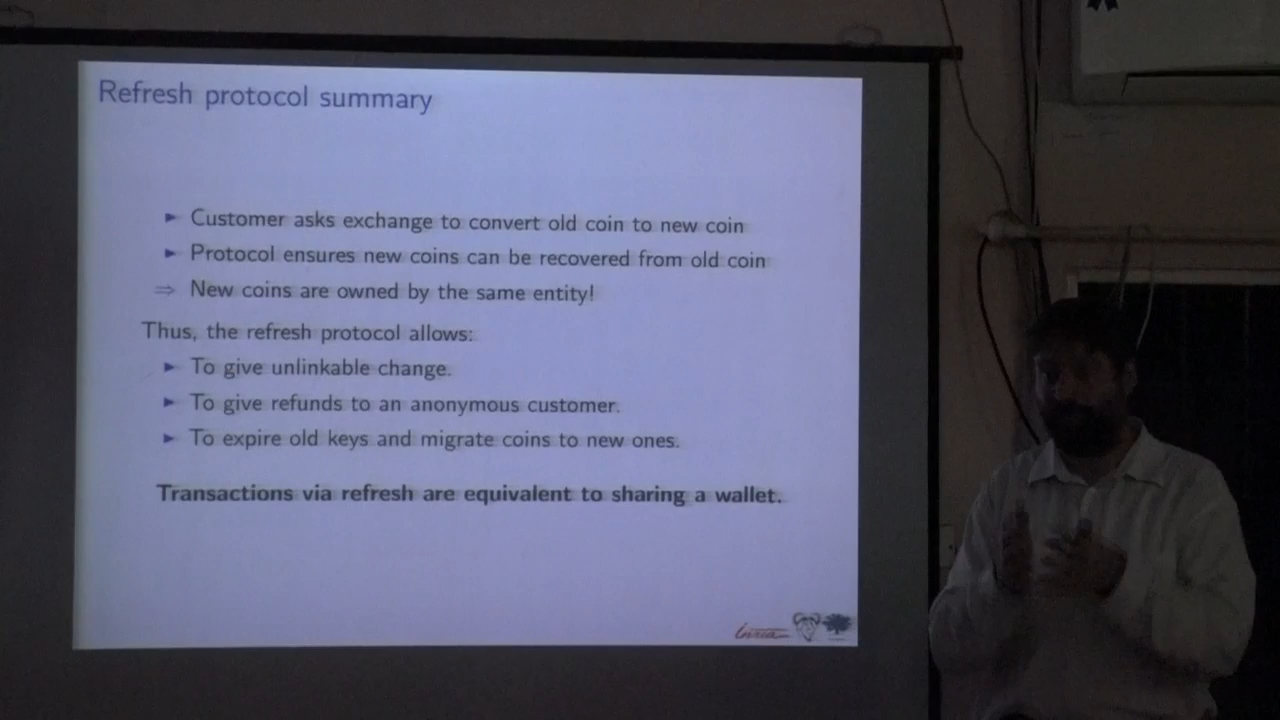 Refresh protocol summary
► Customer asks exchange to convert old coin to new coin
► Protocol ensures new coins can be recovered from old coin
⇒ New coins are owned by the same entity!
Thus, the refresh protocol allows:
► To give unlinkable change.
► To give refunds to an anonymous customer.
► To expire old keys and migrate coins to new ones.
Transactions via refresh are equivalent to sharing a wallet.
Inria